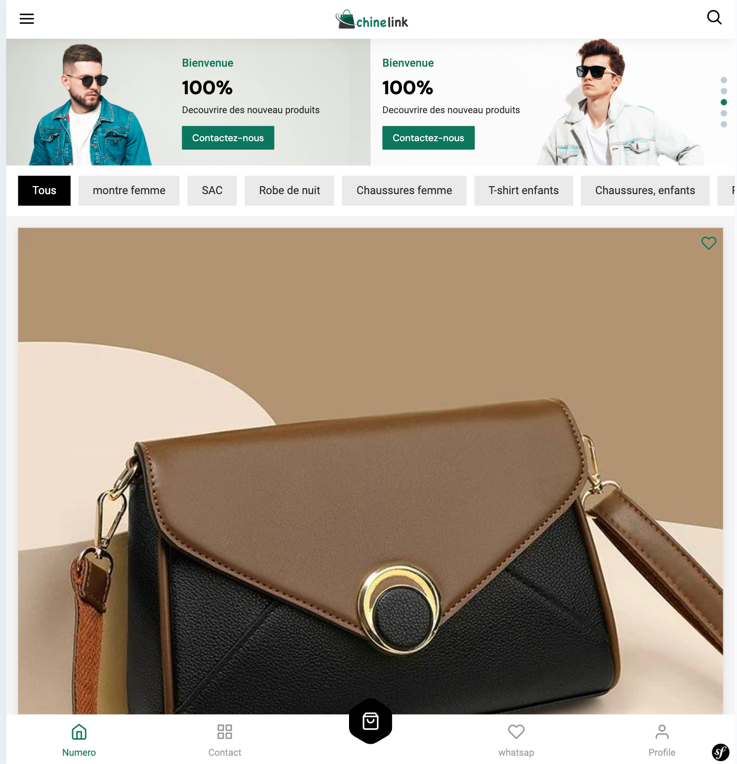 chinelink
Bienvenue
100%
Decouvrire des nouveau produits
Contactez-nous
Bienvenue
100%
Decouvrire des nouveau produits
Contactez-nous
Tous montre femme SAC Robe de nuit Chaussures femme T-shirt enfants Chaussures, enfants
Numero Contact whatsap Profile
sf